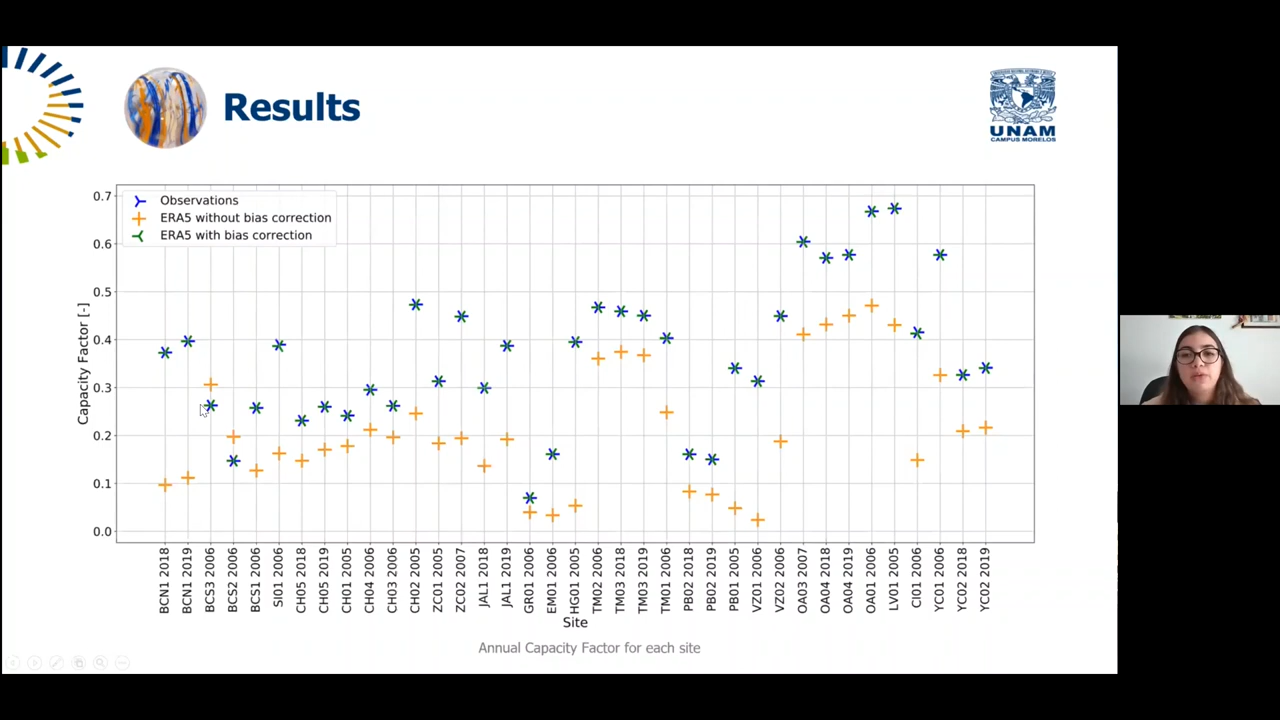 Results
UNAM
CAMPUS MORELOS
Observations
ERA5 without bias correction
ERA5 with bias correction
Capacity Factor [-]
0.7
0.6
0.5
0.4
0.3
0.2
0.1
0.0
BCN1 2018
BCN1 2019
BCS3 2006
BCS2 2006
BCS1 2006
SI01 2006
CH05 2018
CH05 2019
CH01 2005
CH04 2006
CH03 2006
CH02 2005
ZC01 2005
ZC02 2007
JAL1 2018
JAL1 2019
GR01 2006
EM01 2006
HG01 2005
TM02 2006
TM03 2018
TM03 2019
TM01 2006
PB02 2018
PB02 2019
PB01 2005
VZ01 2006
VZ02 2006
OA03 2007
OA04 2018
OA04 2019
OA01 2006
LV01 2005
CI01 2006
YC01 2006
YC02 2018
YC02 2019
Site
Annual Capacity Factor for each site